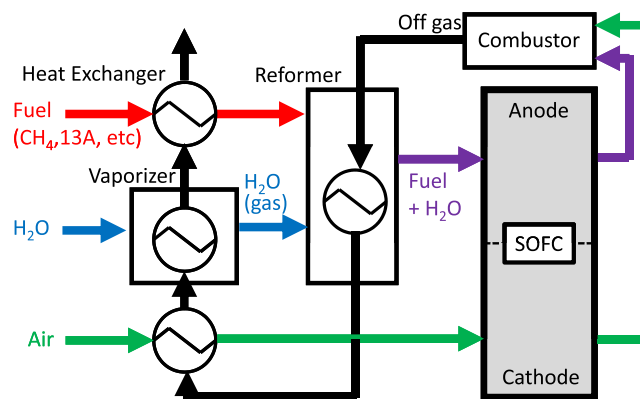 Off gas
Combustor
Heat Exchanger
Reformer
Fuel
(CH₄,13A, etc)
Anode
Vaporizer
H₂O
(gas)
Fuel
+ H₂O
H₂O
SOFC
Air
Cathode